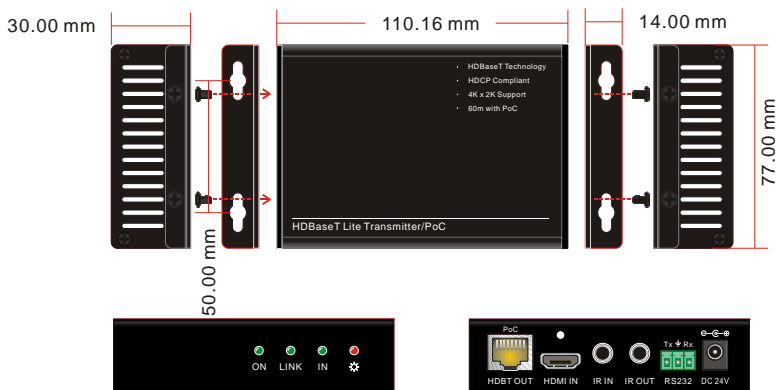 30.00 mm
110.16 mm
14.00 mm
· HDBaseT Technology
· HDCP Compliant
· 4K x 2K Support
· 60m with PoC
77.00 mm
HDBaseT Lite Transmitter/PoC
50.00 mm
ON LINK IN
PoC
Tx Rx
HDBT OUT HDMI IN IR IN IR OUT RS232 DC 24V